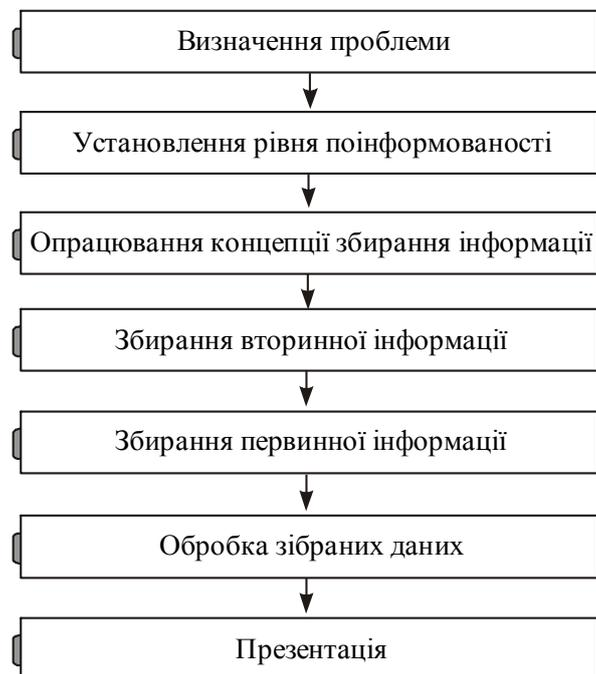 Визначення проблеми
Установлення рівня поінформованості
Опрацювання концепції збирання інформації
Збирання вторинної інформації
Збирання первинної інформації
Обробка зібраних даних
Презентація